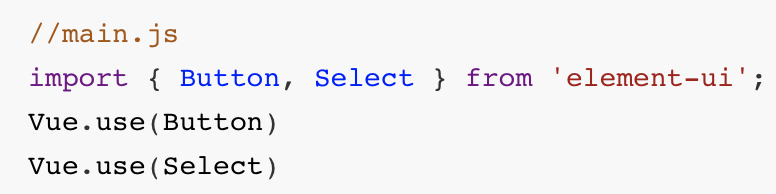 //main.js
import { Button, Select } from 'element-ui';
Vue.use(Button)
Vue.use(Select)